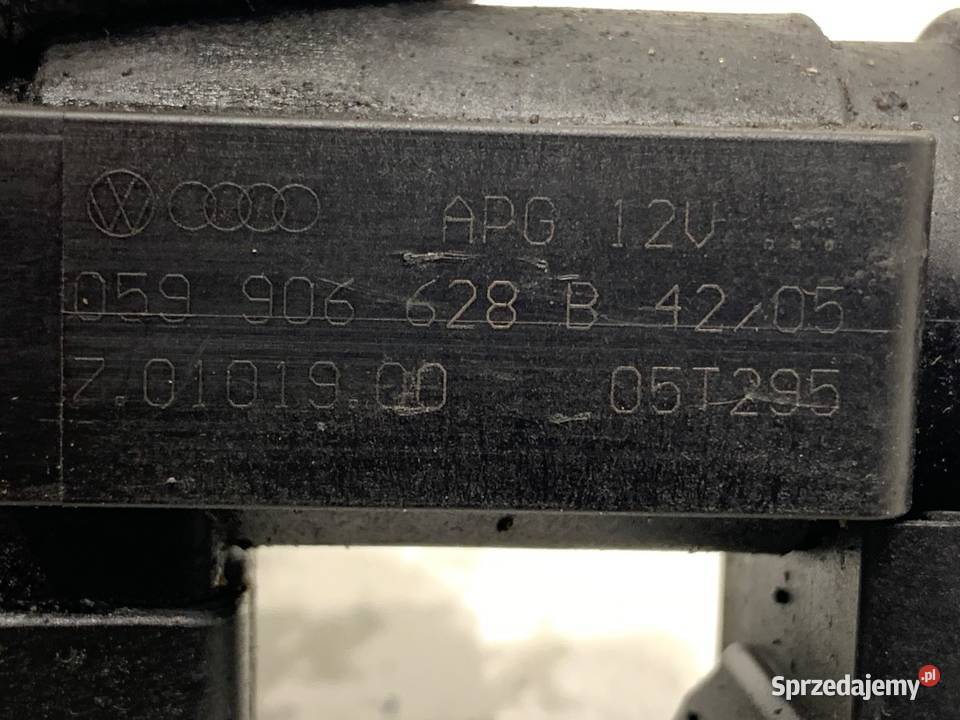 APG 12V
059 906 628 B 42/05
Z.01019.00 05T295
Sprzedajemy.pl